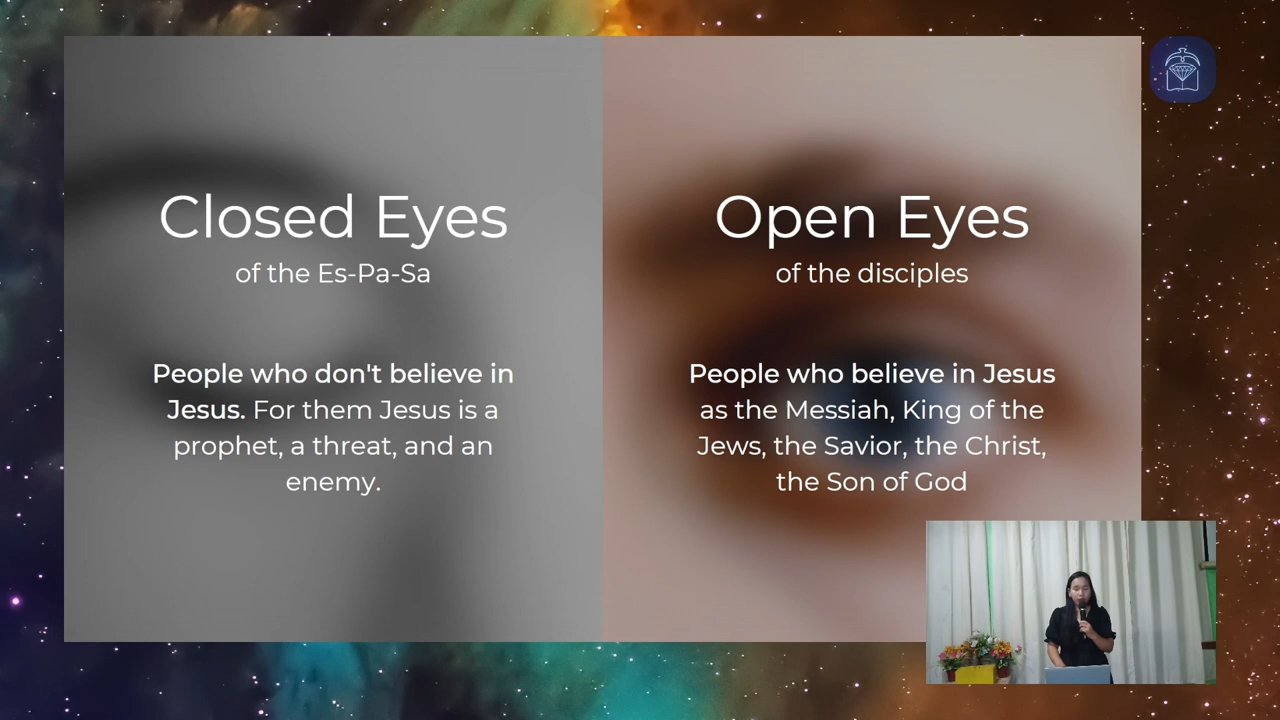 Closed Eyes
of the Es-Pa-Sa
People who don't believe in
Jesus. For them Jesus is a
prophet, a threat, and an
enemy.
Open Eyes
of the disciples
People who believe in Jesus
as the Messiah, King of the
Jews, the Savior, the Christ,
the Son of God